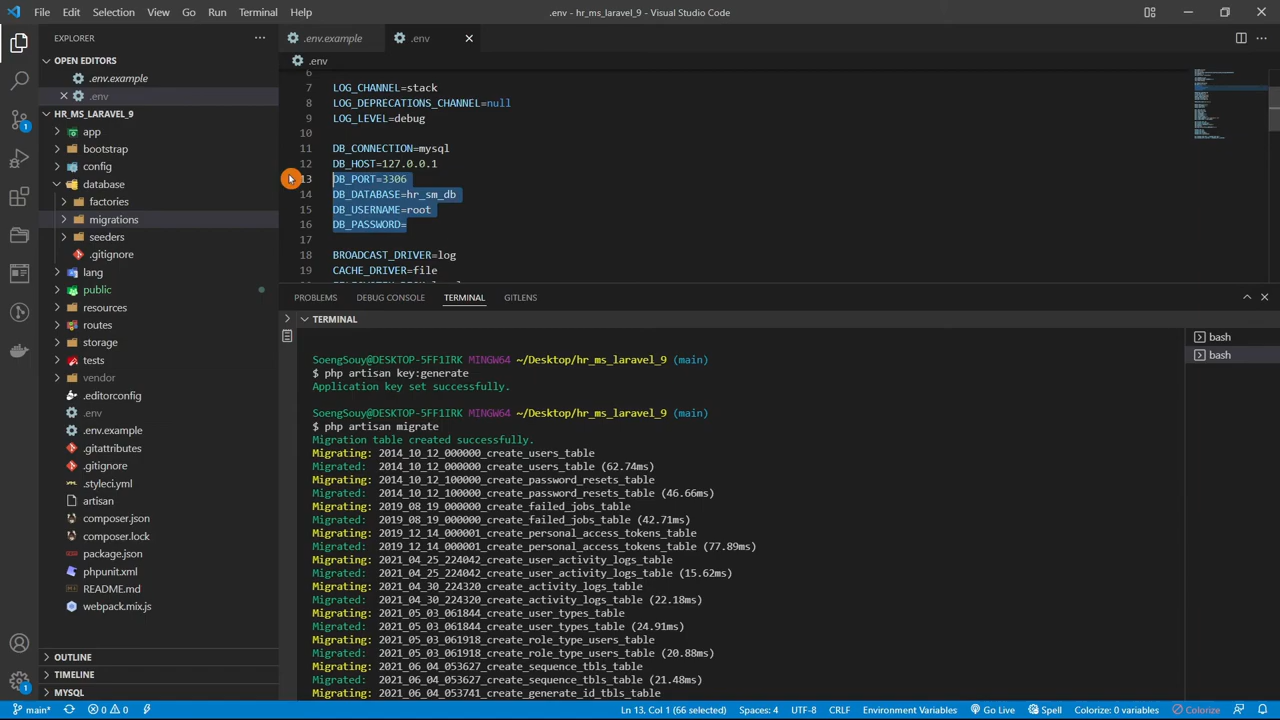 File Edit Selection View Go Run Terminal Help
.env - hr_ms_laravel_9 - Visual Studio Code
EXPLORER
OPEN EDITORS
.env.example
.env
HR_MS_LARAVEL_9
app
bootstrap
config
database
factories
migrations
seeders
.gitignore
lang
public
resources
routes
storage
tests
vendor
.editorconfig
.env
.env.example
.gitattributes
.gitignore
.styleci.yml
artisan
composer.json
composer.lock
package.json
phpunit.xml
README.md
webpack.mix.js
OUTLINE
TIMELINE
MYSQL
.env.example
.env
.env
6
7 LOG_CHANNEL=stack
8 LOG_DEPRECATIONS_CHANNEL=null
9 LOG_LEVEL=debug
10
11 DB_CONNECTION=mysql
12 DB_HOST=127.0.0.1
13 DB_PORT=3306
14 DB_DATABASE=hr_sm_db
15 DB_USERNAME=root
16 DB_PASSWORD=
17
18 BROADCAST_DRIVER=log
19 CACHE_DRIVER=file
PROBLEMS DEBUG CONSOLE TERMINAL GITLENS
TERMINAL
bash
bash
SoengSouy@DESKTOP-5FF1IRK MINGW64 ~/Desktop/hr_ms_laravel_9 (main)
$ php artisan key:generate
Application key set successfully.
SoengSouy@DESKTOP-5FF1IRK MINGW64 ~/Desktop/hr_ms_laravel_9 (main)
$ php artisan migrate
Migration table created successfully.
Migrating: 2014_10_12_000000_create_users_table
Migrated: 2014_10_12_000000_create_users_table (62.74ms)
Migrating: 2014_10_12_100000_create_password_resets_table
Migrated: 2014_10_12_100000_create_password_resets_table (46.66ms)
Migrating: 2019_08_19_000000_create_failed_jobs_table
Migrated: 2019_08_19_000000_create_failed_jobs_table (42.71ms)
Migrating: 2019_12_14_000001_create_personal_access_tokens_table
Migrated: 2019_12_14_000001_create_personal_access_tokens_table (77.89ms)
Migrating: 2021_04_25_224042_create_user_activity_logs_table
Migrated: 2021_04_25_224042_create_user_activity_logs_table (15.62ms)
Migrating: 2021_04_30_224320_create_activity_logs_table
Migrated: 2021_04_30_224320_create_activity_logs_table (22.18ms)
Migrating: 2021_05_03_061844_create_user_types_table
Migrated: 2021_05_03_061844_create_user_types_table (24.91ms)
Migrating: 2021_05_03_061918_create_role_type_users_table
Migrated: 2021_05_03_061918_create_role_type_users_table (20.88ms)
Migrating: 2021_06_04_053627_create_sequence_tbls_table
Migrated: 2021_06_04_053627_create_sequence_tbls_table (21.48ms)
Migrating: 2021_06_04_053741_create_generate_id_tbls_table
main* 0 0 Ln 13, Col 1 (66 selected) Spaces: 4 UTF-8 CRLF Environment Variables Go Live Spell Colorize: 0 variables Colorize